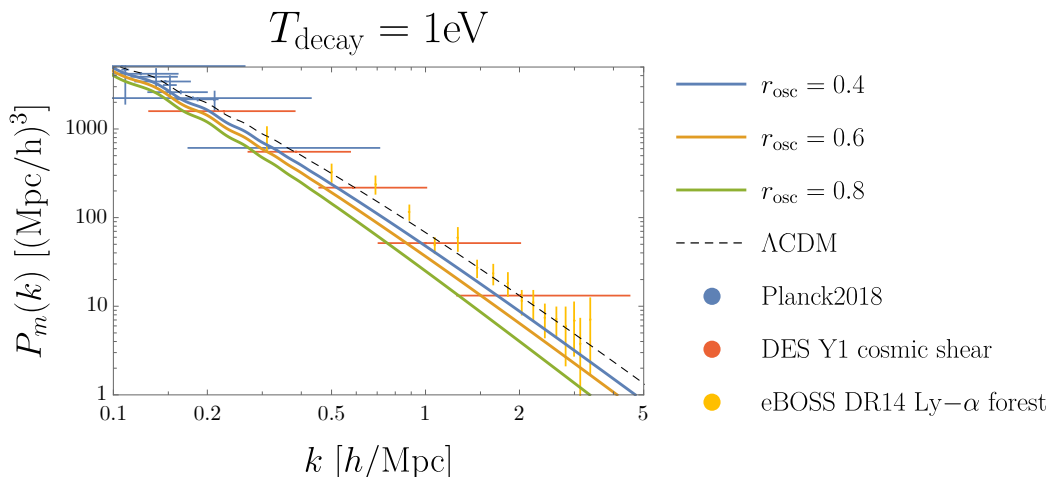 T_decay = 1eV
P_m(k) [(Mpc/h)^3]
1000
100
10
1
0.1 0.2 0.5 1 2 5
k [h/Mpc]
r_osc = 0.4
r_osc = 0.6
r_osc = 0.8
ΛCDM
Planck2018
DES Y1 cosmic shear
eBOSS DR14 Ly−α forest